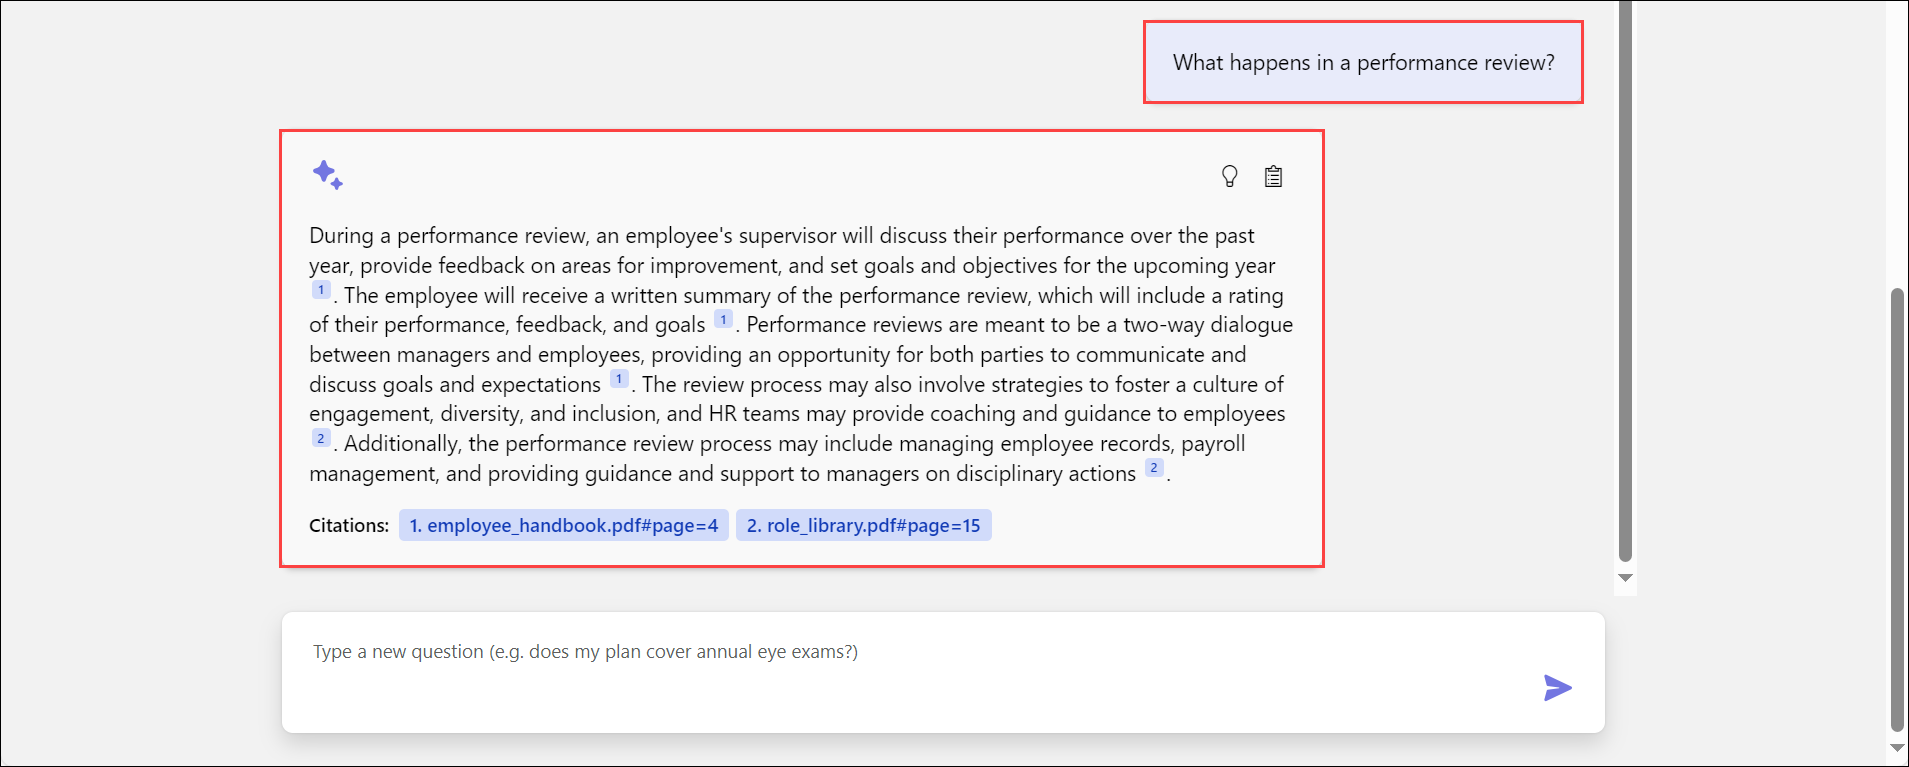 What happens in a performance review?
During a performance review, an employee's supervisor will discuss their performance over the past
year, provide feedback on areas for improvement, and set goals and objectives for the upcoming year
1. The employee will receive a written summary of the performance review, which will include a rating
of their performance, feedback, and goals 1. Performance reviews are meant to be a two-way dialogue
between managers and employees, providing an opportunity for both parties to communicate and
discuss goals and expectations 1. The review process may also involve strategies to foster a culture of
engagement, diversity, and inclusion, and HR teams may provide coaching and guidance to employees
2. Additionally, the performance review process may include managing employee records, payroll
management, and providing guidance and support to managers on disciplinary actions 2.
Citations: 1. employee_handbook.pdf#page=4 2. role_library.pdf#page=15
Type a new question (e.g. does my plan cover annual eye exams?)